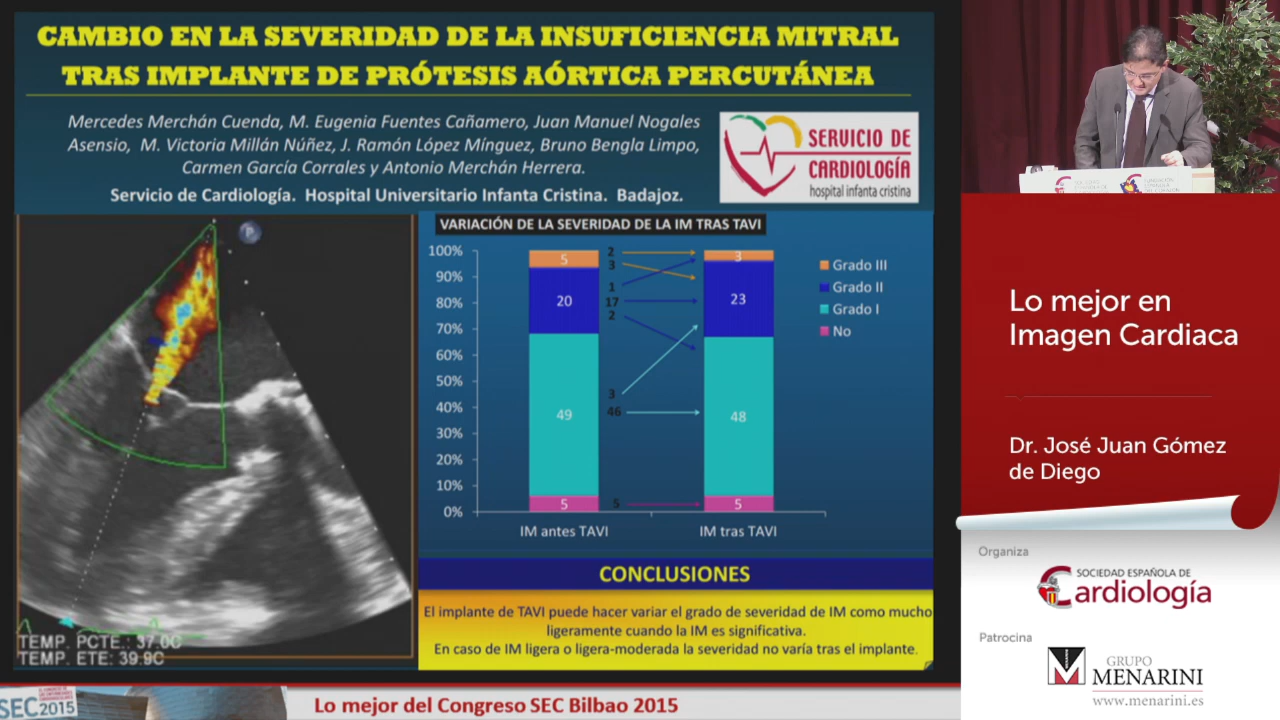 CAMBIO EN LA SEVERIDAD DE LA INSUFICIENCIA MITRAL
TRAS IMPLANTE DE PRÓTESIS AÓRTICA PERCUTÁNEA
Mercedes Merchán Cuenda, M. Eugenia Fuentes Cañamero, Juan Manuel Nogales
Asensio, M. Victoria Millán Núñez, J. Ramón López Mínguez, Bruno Bengla Limpo,
Carmen García Corrales y Antonio Merchán Herrera.
Servicio de Cardiología. Hospital Universitario Infanta Cristina. Badajoz.
SERVICIO DE
CARDIOLOGÍA
hospital infanta cristina
P
TEMP. PCTE.: 37.0C
TEMP. ETE: 39.9C
VARIACIÓN DE LA SEVERIDAD DE LA IM TRAS TAVI
100%
90%
80%
70%
60%
50%
40%
30%
20%
10%
0%
5
20
49
5
2
3
1
17
2
3
46
5
3
23
48
5
IM antes TAVI
IM tras TAVI
Grado III
Grado II
Grado I
No
CONCLUSIONES
El implante de TAVI puede hacer variar el grado de severidad de IM como mucho
ligeramente cuando la IM es significativa.
En caso de IM ligera o ligera-moderada la severidad no varía tras el implante.
Lo mejor en
Imagen Cardiaca
Dr. José Juan Gómez
de Diego
Organiza
SOCIEDAD ESPAÑOLA DE
Cardiología
Patrocina
GRUPO
MENARINI
www.menarini.es
SEC
2015
Lo mejor del Congreso SEC Bilbao 2015